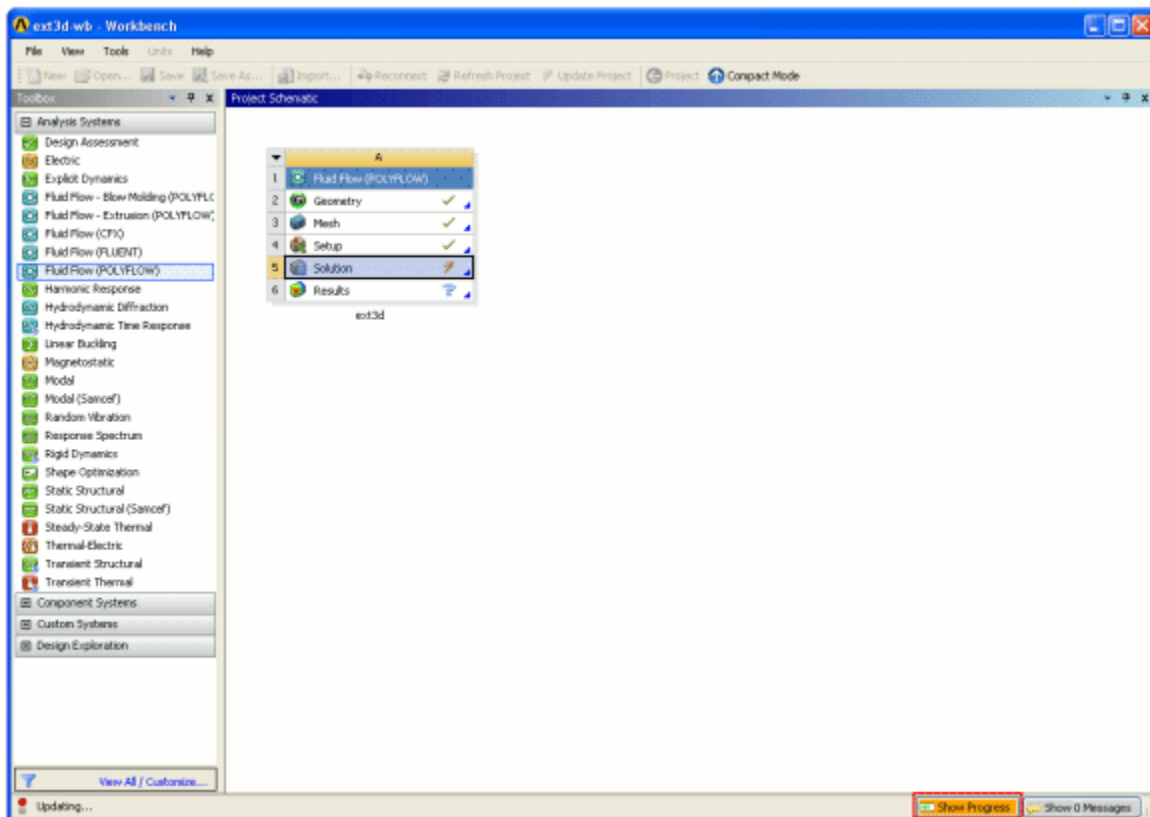 ext3d-wb - Workbench
File View Tools Units Help
New Open... Save Save As... Import... Reconnect Refresh Project Update Project Project Compact Mode
Toolbox
Project Schematic
Analysis Systems
Design Assessment
Electric
Explicit Dynamics
Fluid Flow - Blow Molding (POLYFLC
Fluid Flow - Extrusion (POLYFLOW)
Fluid Flow (CFX)
Fluid Flow (FLUENT)
Fluid Flow (POLYFLOW)
Harmonic Response
Hydrodynamic Diffraction
Hydrodynamic Time Response
Linear Buckling
Magnetostatic
Modal
Modal (Samcef)
Random Vibration
Response Spectrum
Rigid Dynamics
Shape Optimization
Static Structural
Static Structural (Samcef)
Steady-State Thermal
Thermal-Electric
Transient Structural
Transient Thermal
Component Systems
Custom Systems
Design Exploration
View All / Customize...
A
1 Fluid Flow (POLYFLOW)
2 Geometry
3 Mesh
4 Setup
5 Solution
6 Results
ext3d
Updating...
Show Progress
Show 0 Messages